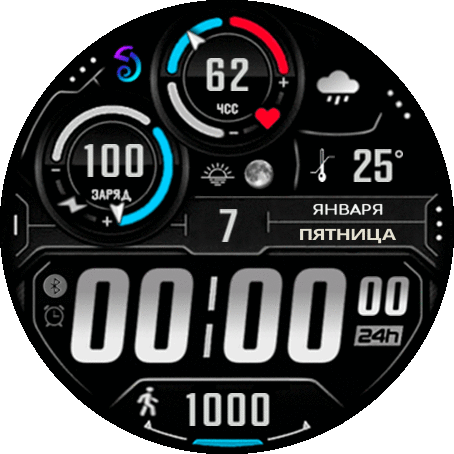 62
ЧСС
- +
100
ЗАРЯД
- +
25°
7
ЯНВАРЯ
ПЯТНИЦА
00:00
00
24h
1000